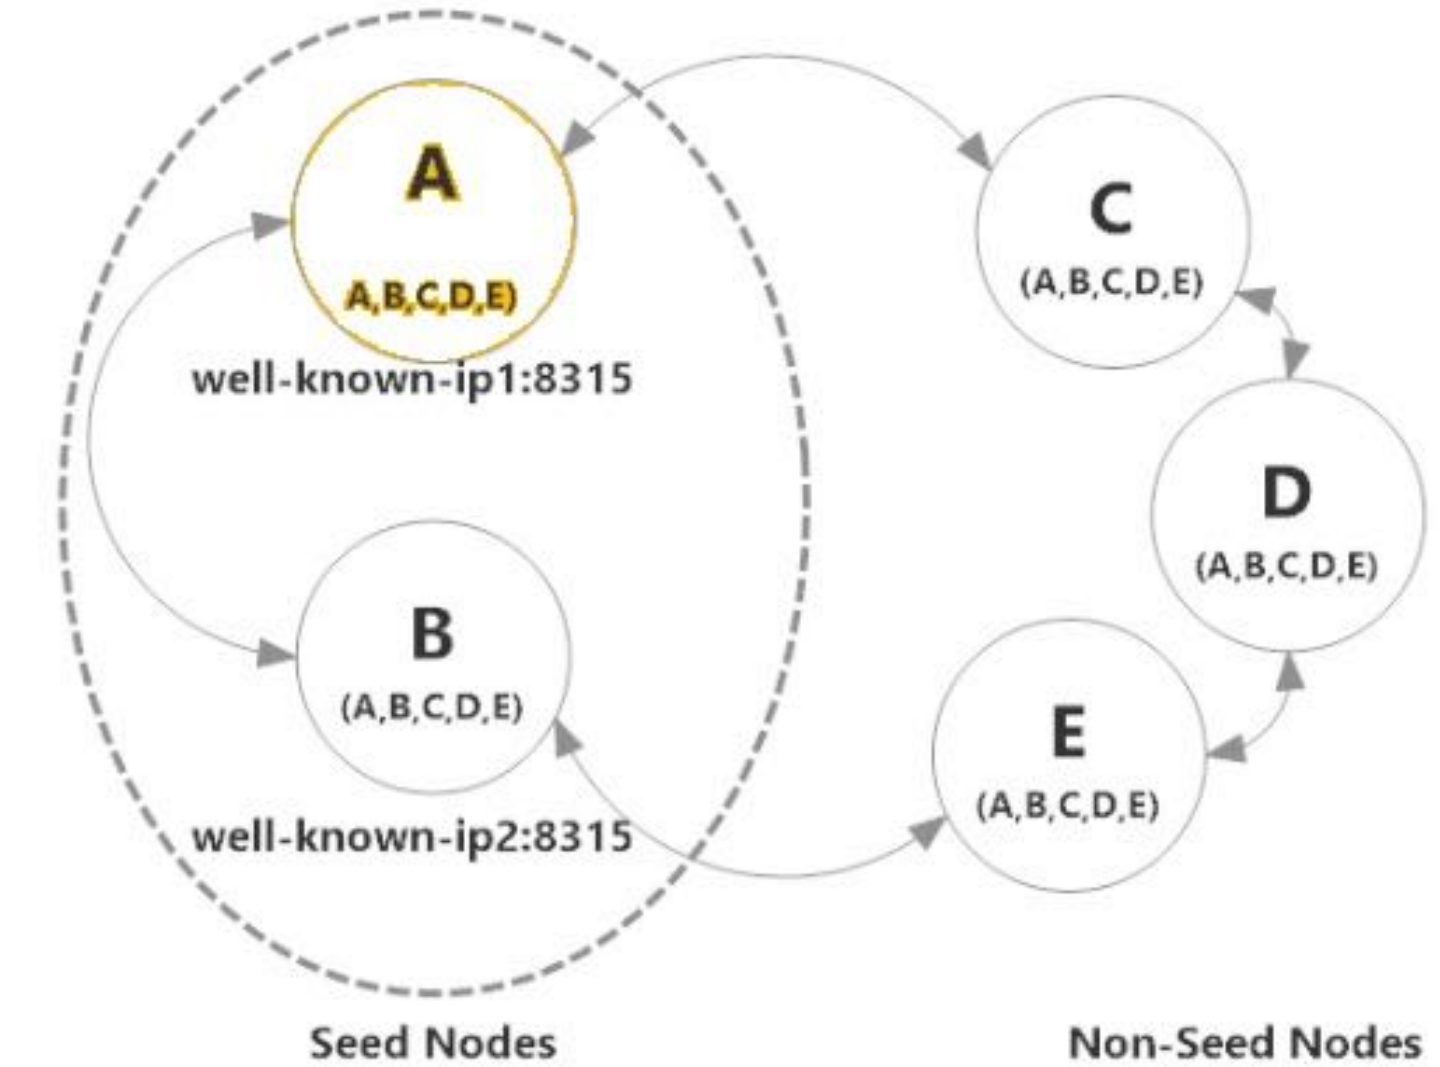 A
A,B,C,D,E)
well-known-ip1:8315
B
(A,B,C,D,E)
well-known-ip2:8315
C
(A,B,C,D,E)
D
(A,B,C,D,E)
E
(A,B,C,D,E)
Seed Nodes
Non-Seed Nodes